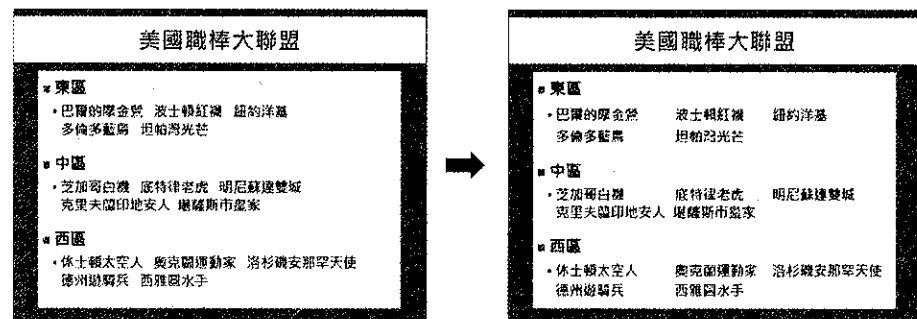 美國職棒大聯盟
東區
巴爾的摩金鶯 波士頓紅襪 紐約洋基
多倫多藍鳥 坦帕灣光芒
中區
芝加哥白襪 底特律老虎 明尼蘇達雙城
克里夫蘭印地安人 堪薩斯市皇家
西區
休士頓太空人 奧克蘭運動家 洛杉磯安那罕天使
德州遊騎兵 西雅圖水手
美國職棒大聯盟
東區
巴爾的摩金鶯 波士頓紅襪 紐約洋基
多倫多藍鳥 坦帕灣光芒
中區
芝加哥白襪 底特律老虎 明尼蘇達雙城
克里夫蘭印地安人 堪薩斯市皇家
西區
休士頓太空人 奧克蘭運動家 洛杉磯安那罕天使
德州遊騎兵 西雅圖水手